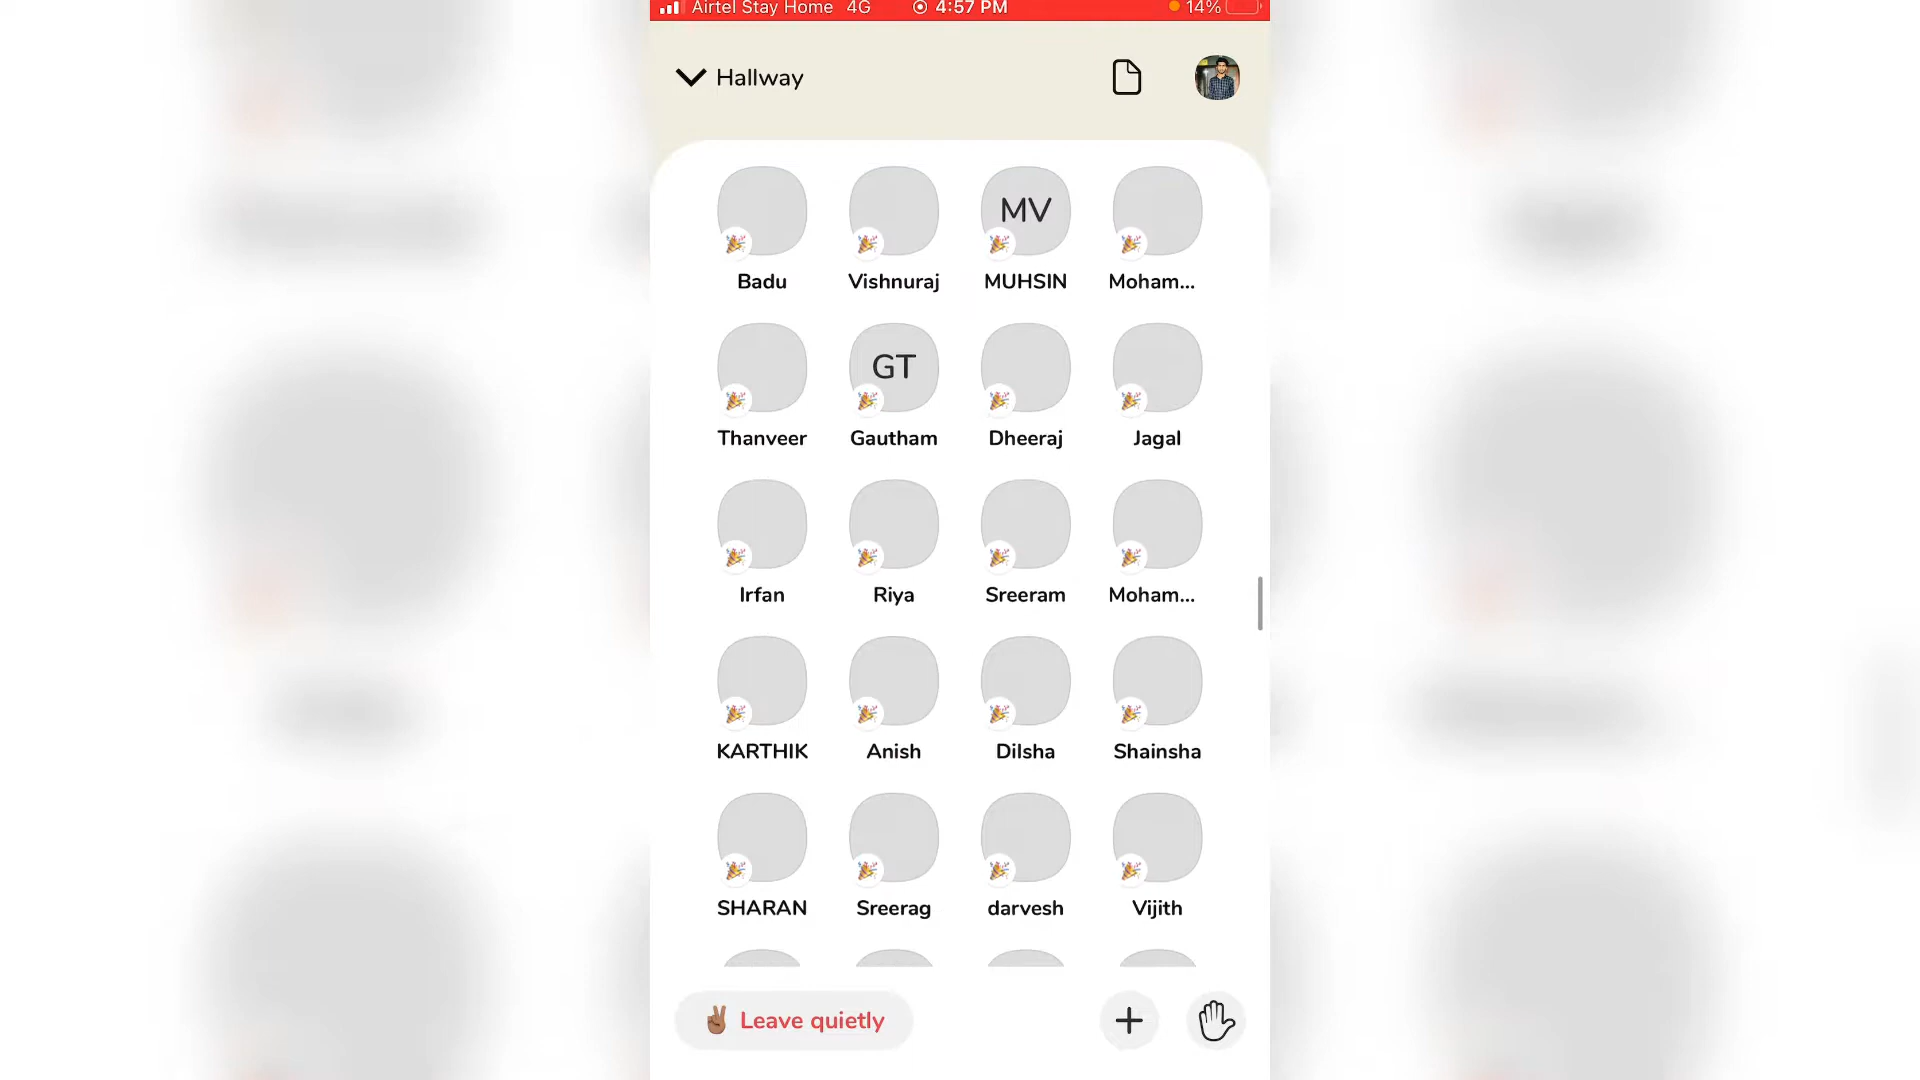 Airtel Stay Home 4G 4:57 PM 14%
Hallway
MV
Badu Vishnuraj MUHSIN Moham...
GT
Thanveer Gautham Dheeraj Jagal
Irfan Riya Sreeram Moham...
KARTHIK Anish Dilsha Shainsha
SHARAN Sreerag darvesh Vijith
Leave quietly